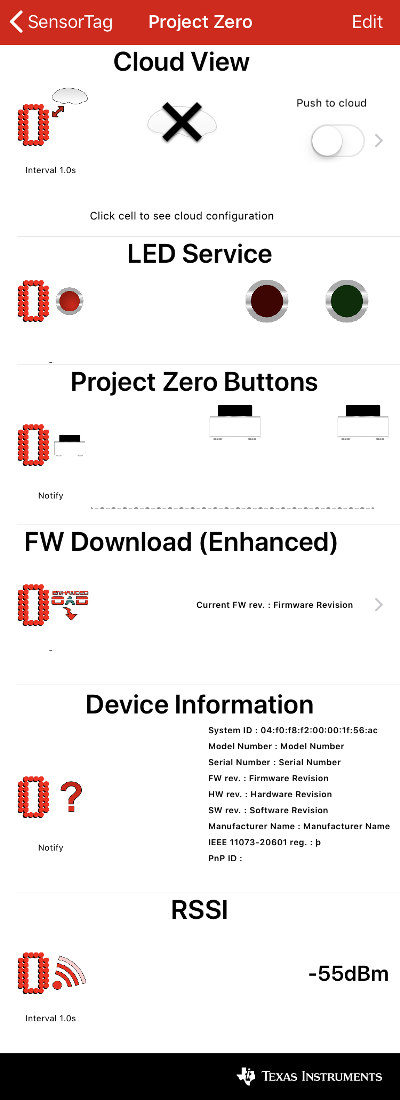 SensorTag Project Zero Edit
Cloud View
Push to cloud
Interval 1.0s
Click cell to see cloud configuration
LED Service
-
Project Zero Buttons
Notify
FW Download (Enhanced)
ENHANCED
OAD
Current FW rev. : Firmware Revision
-
Device Information
System ID : 04:f0:f8:f2:00:00:1f:56:ac
Model Number : Model Number
Serial Number : Serial Number
FW rev. : Firmware Revision
HW rev. : Hardware Revision
SW rev. : Software Revision
Manufacturer Name : Manufacturer Name
IEEE 11073-20601 reg. : þ
PnP ID :
?
Notify
RSSI
-55dBm
Interval 1.0s
TEXAS INSTRUMENTS